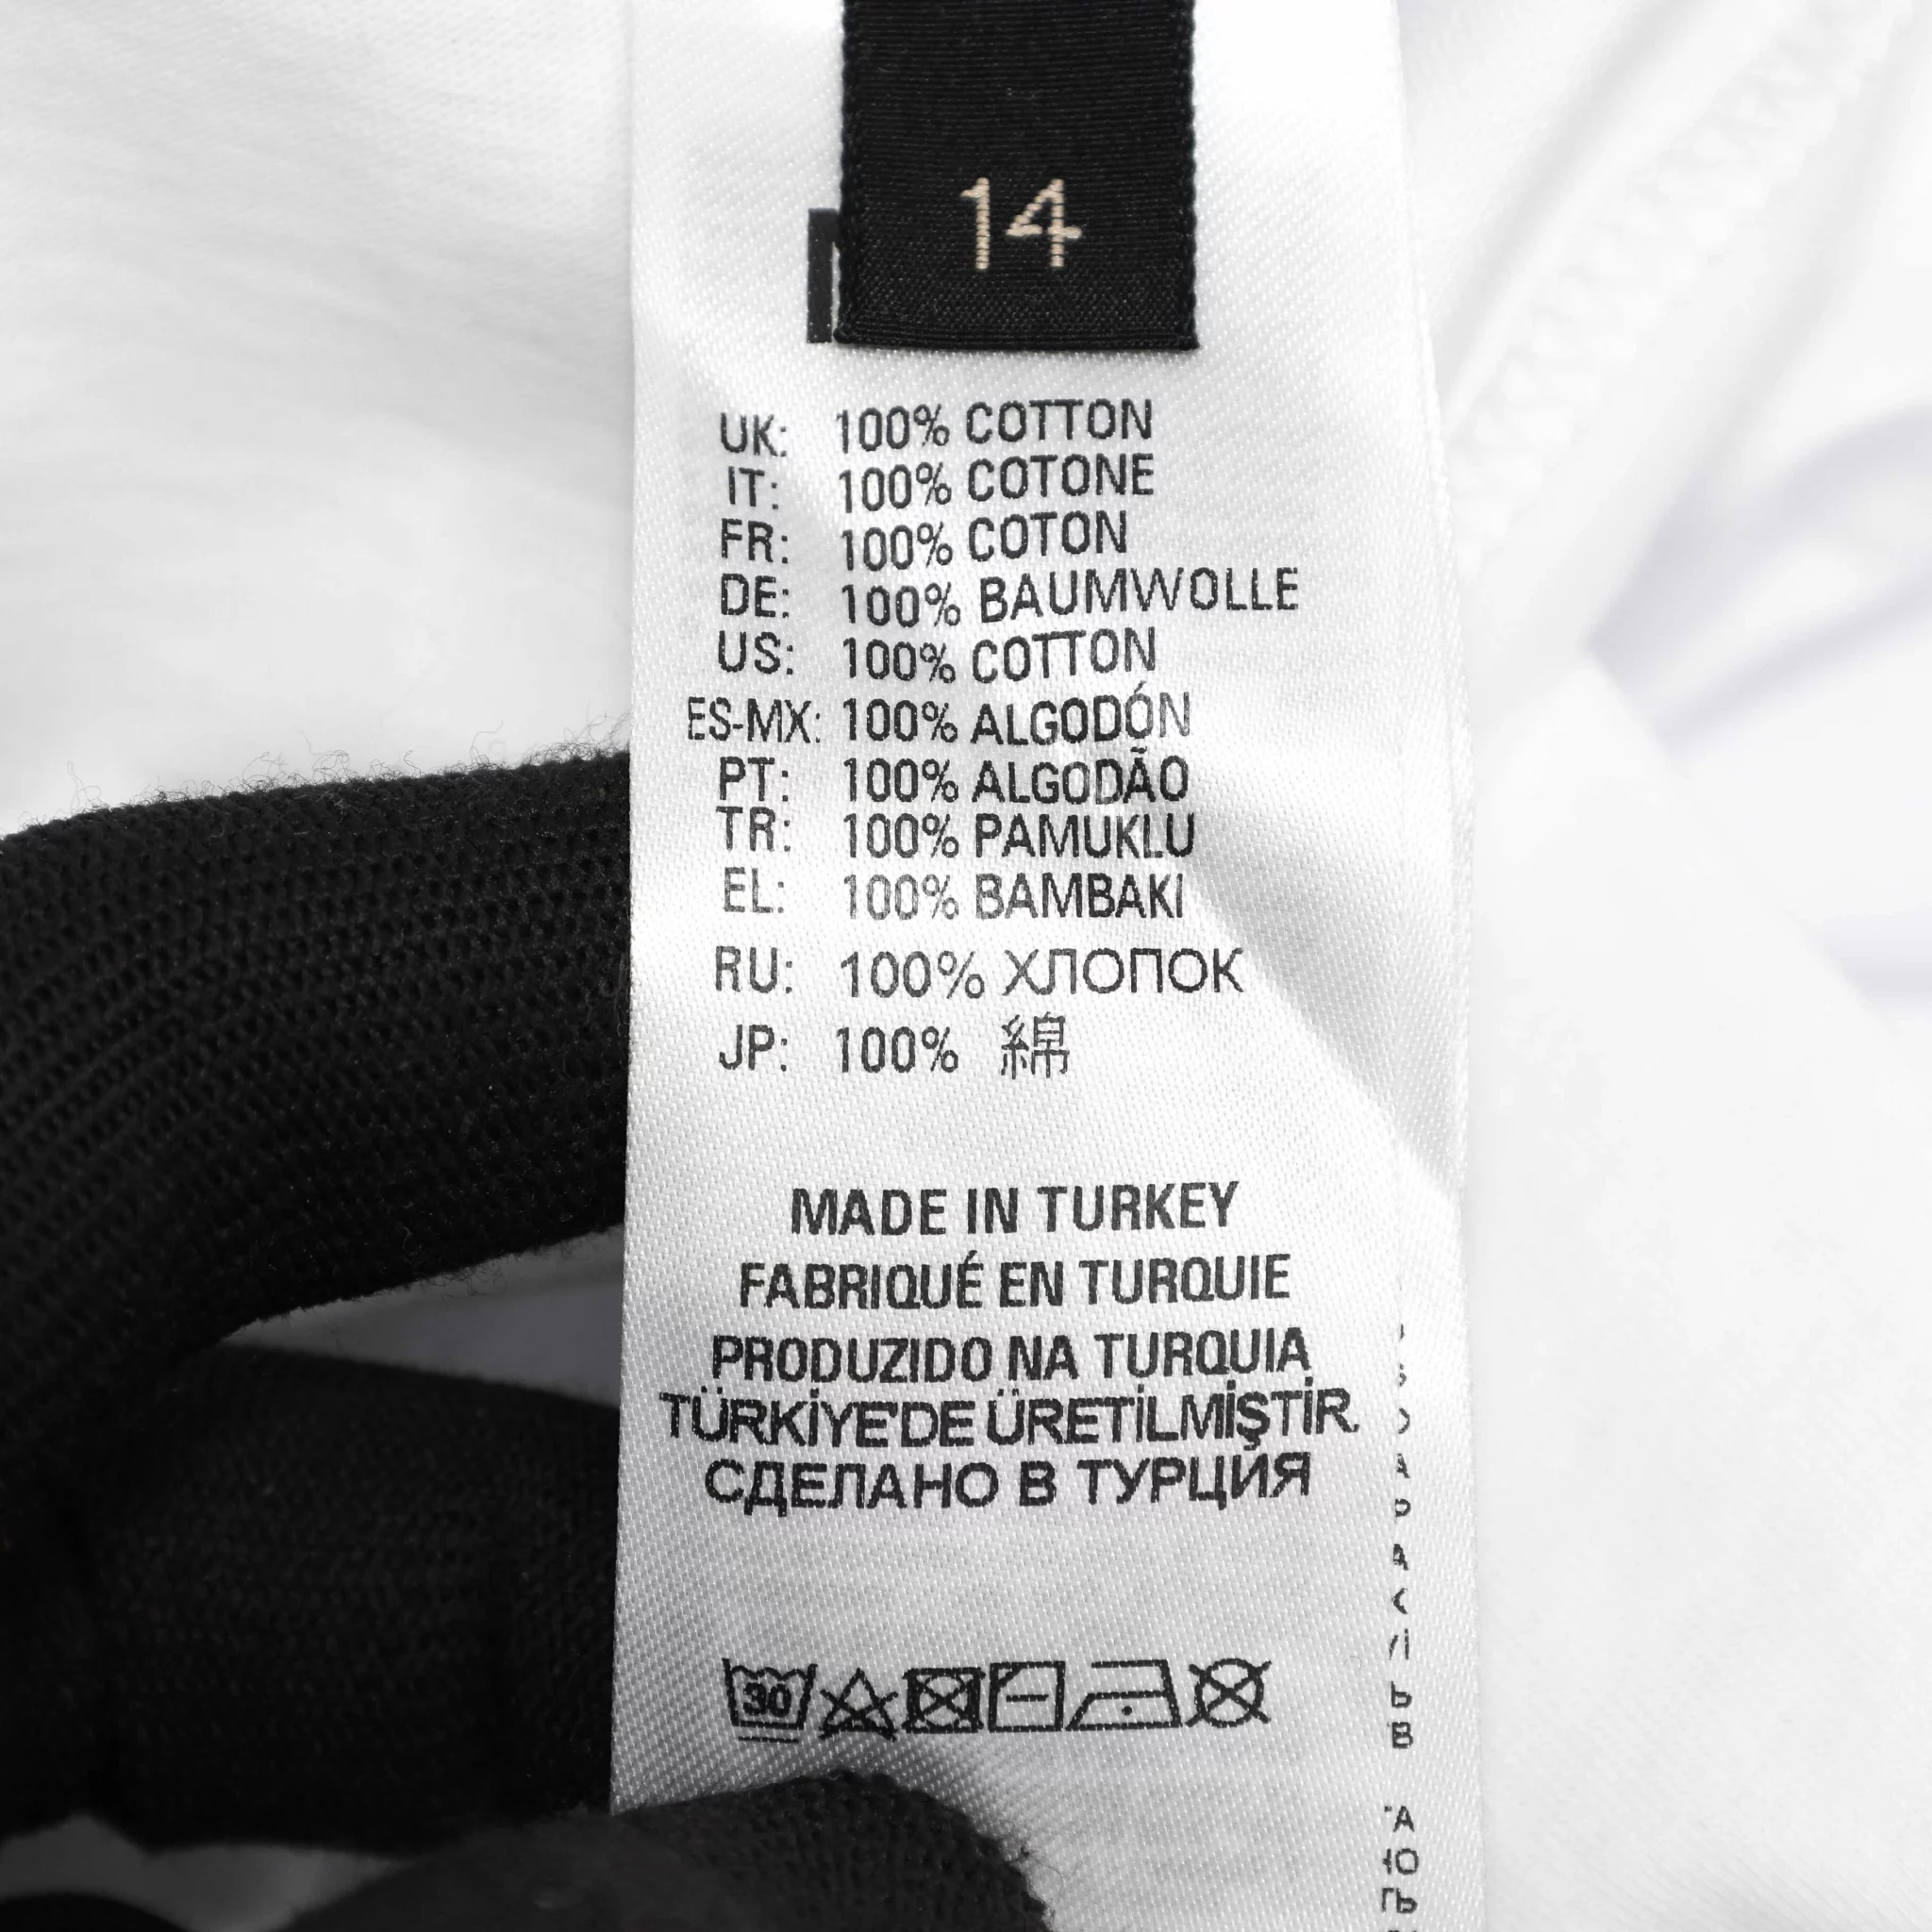 14
UK: 100% COTTON
IT: 100% COTONE
FR: 100% COTON
DE: 100% BAUMWOLLE
US: 100% COTTON
ES-MX: 100% ALGODÓN
PT: 100% ALGODÃO
TR: 100% PAMUKLU
EL: 100% BAMBAKI
RU: 100% ХЛОПОК
JP: 100% 綿
MADE IN TURKEY
FABRIQUÉ EN TURQUIE
PRODUZIDO NA TURQUIA
TÜRKİYE'DE ÜRETİLMİŞTİR.
СДЕЛАНО В ТУРЦИЯ
30